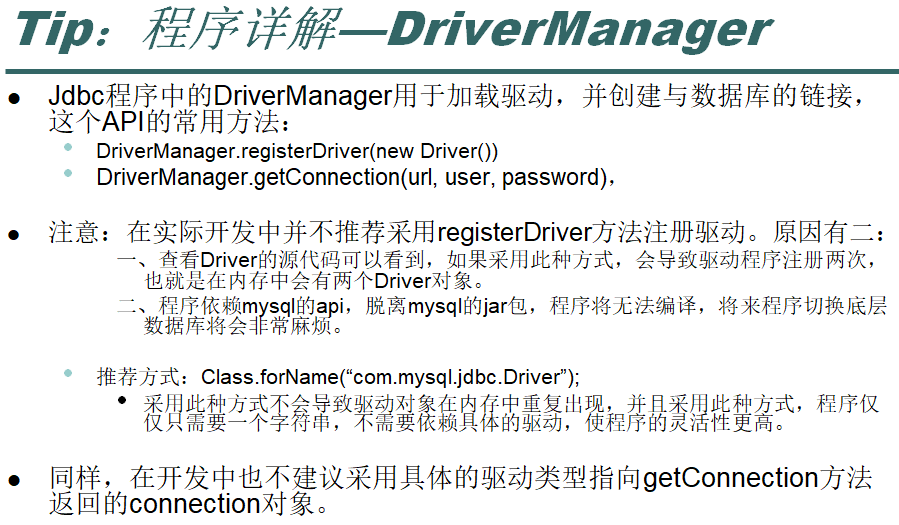 Tip：程序详解—DriverManager
● Jdbc程序中的DriverManager用于加载驱动，并创建与数据库的链接，
这个API的常用方法：
• DriverManager.registerDriver(new Driver())
• DriverManager.getConnection(url, user, password)，
● 注意：在实际开发中并不推荐采用registerDriver方法注册驱动。原因有二：
一、查看Driver的源代码可以看到，如果采用此种方式，会导致驱动程序注册两次，
也就是在内存中会有两个Driver对象。
二、程序依赖mysql的api，脱离mysql的jar包，程序将无法编译，将来程序切换底层
数据库将会非常麻烦。
• 推荐方式：Class.forName(“com.mysql.jdbc.Driver”);
• 采用此种方式不会导致驱动对象在内存中重复出现，并且采用此种方式，程序仅
仅只需要一个字符串，不需要依赖具体的驱动，使程序的灵活性更高。
● 同样，在开发中也不建议采用具体的驱动类型指向getConnection方法
返回的connection对象。